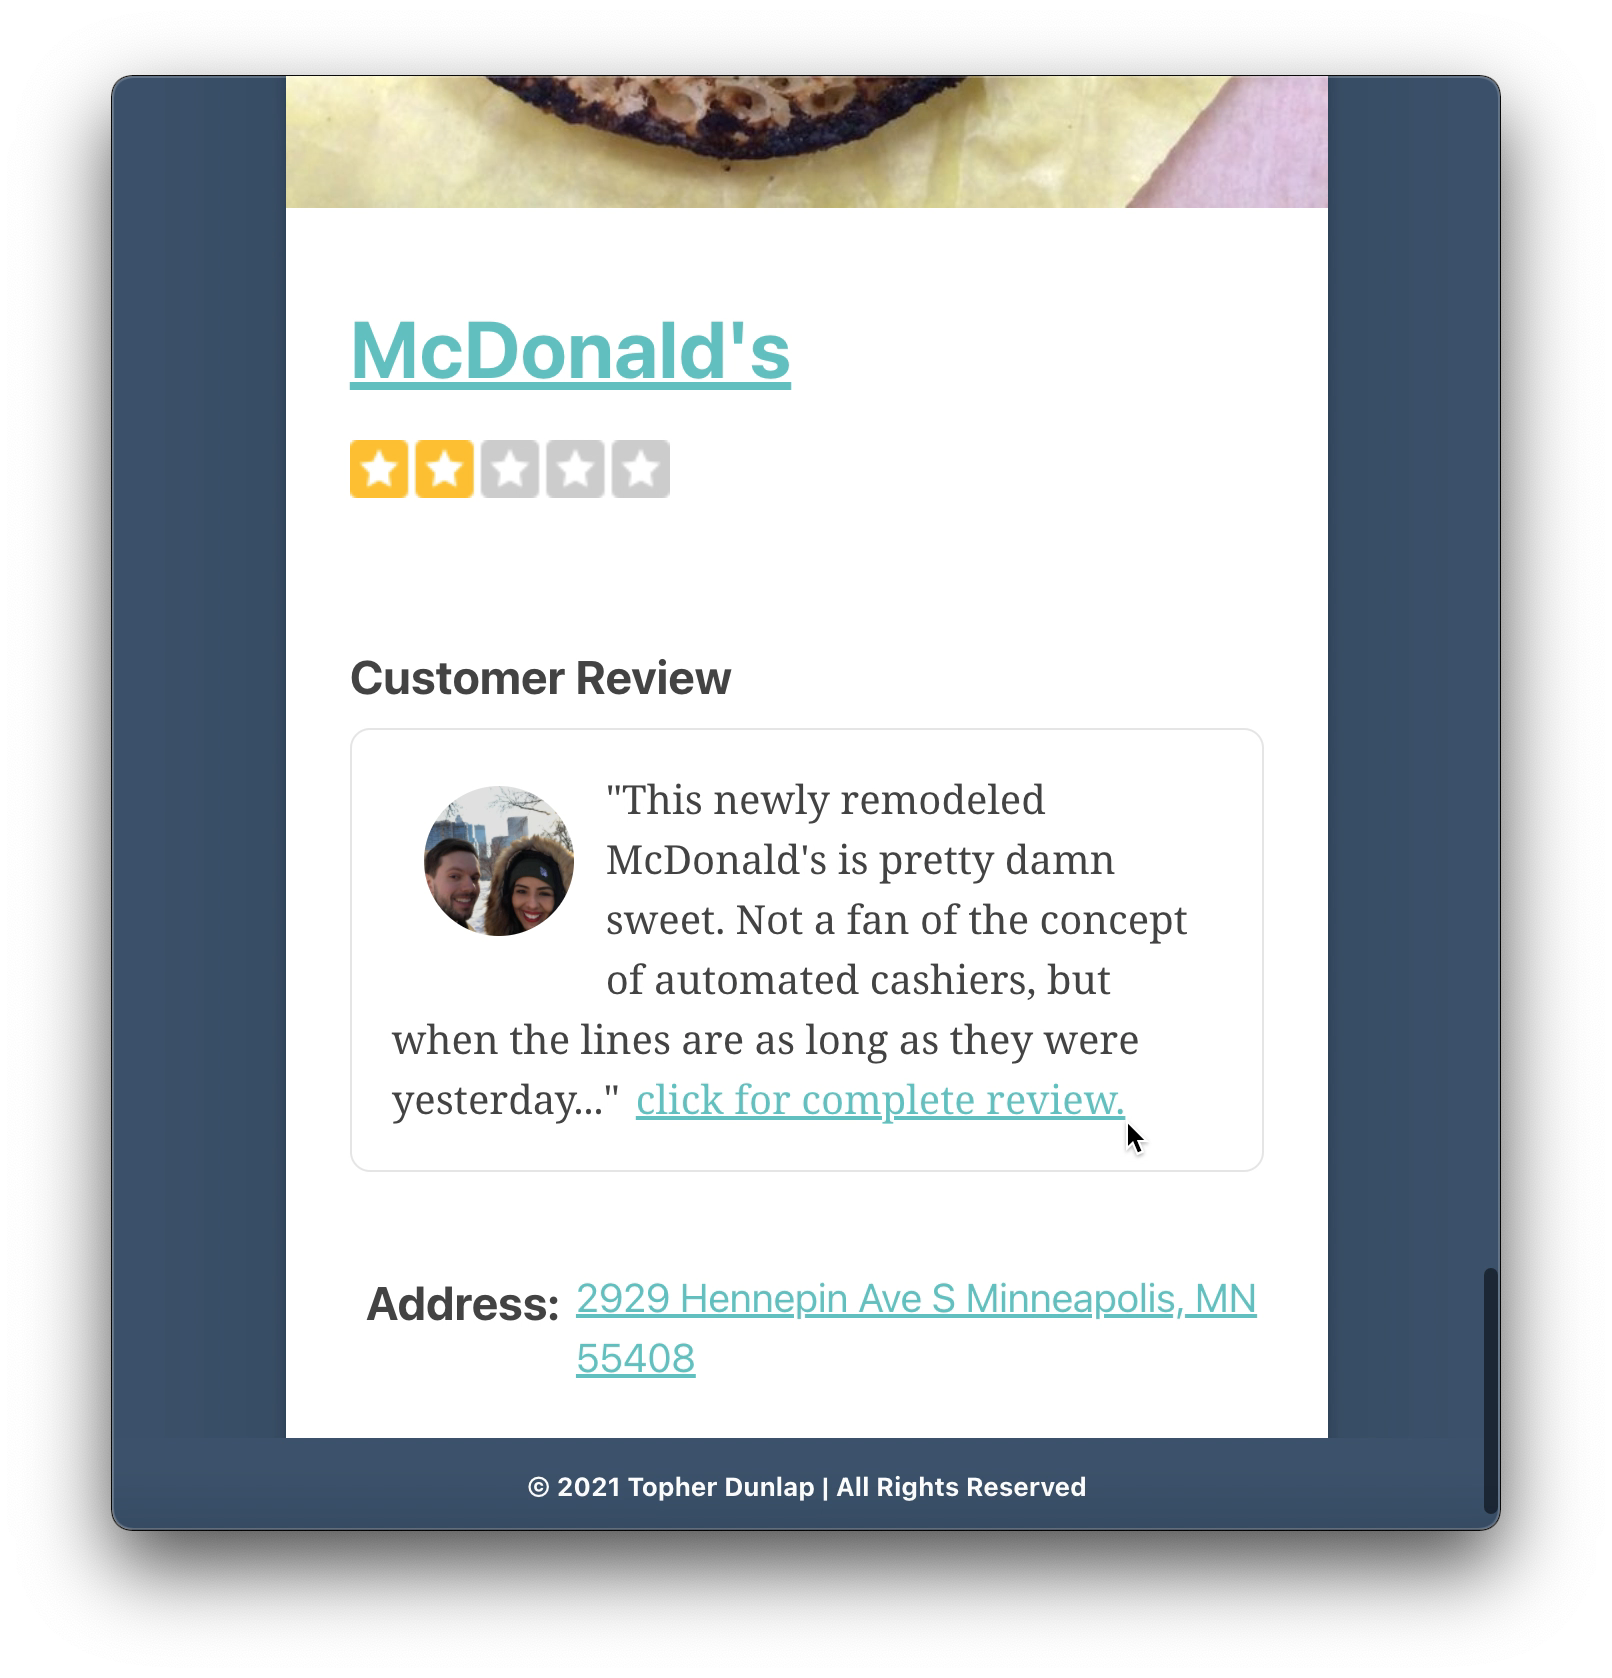 McDonald's
Customer Review
"This newly remodeled
McDonald's is pretty damn
sweet. Not a fan of the concept
of automated cashiers, but
when the lines are as long as they were
yesterday..." click for complete review.
Address: 2929 Hennepin Ave S Minneapolis, MN
55408
© 2021 Topher Dunlap | All Rights Reserved